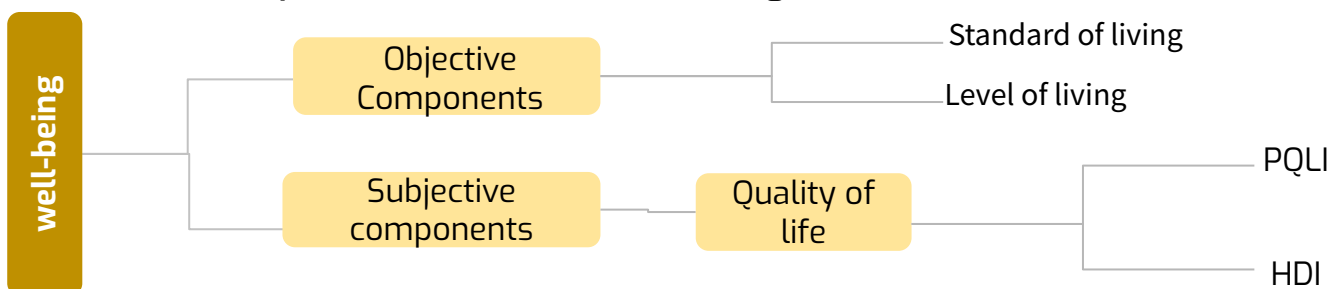 well-being
Objective
Components
Standard of living
Level of living
Subjective
components
Quality of
life
PQLI
HDI